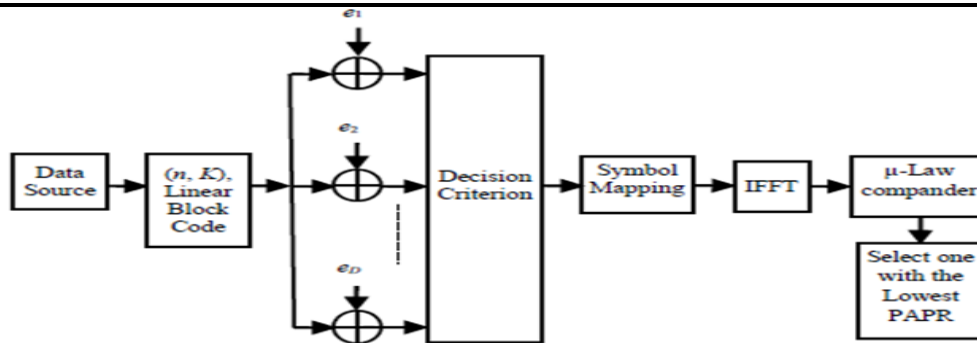 e1
e2
eD
Data
Source
(n, K),
Linear
Block
Code
Decision
Criterion
Symbol
Mapping
IFFT
μ-Law
compander
Select one
with the
Lowest
PAPR